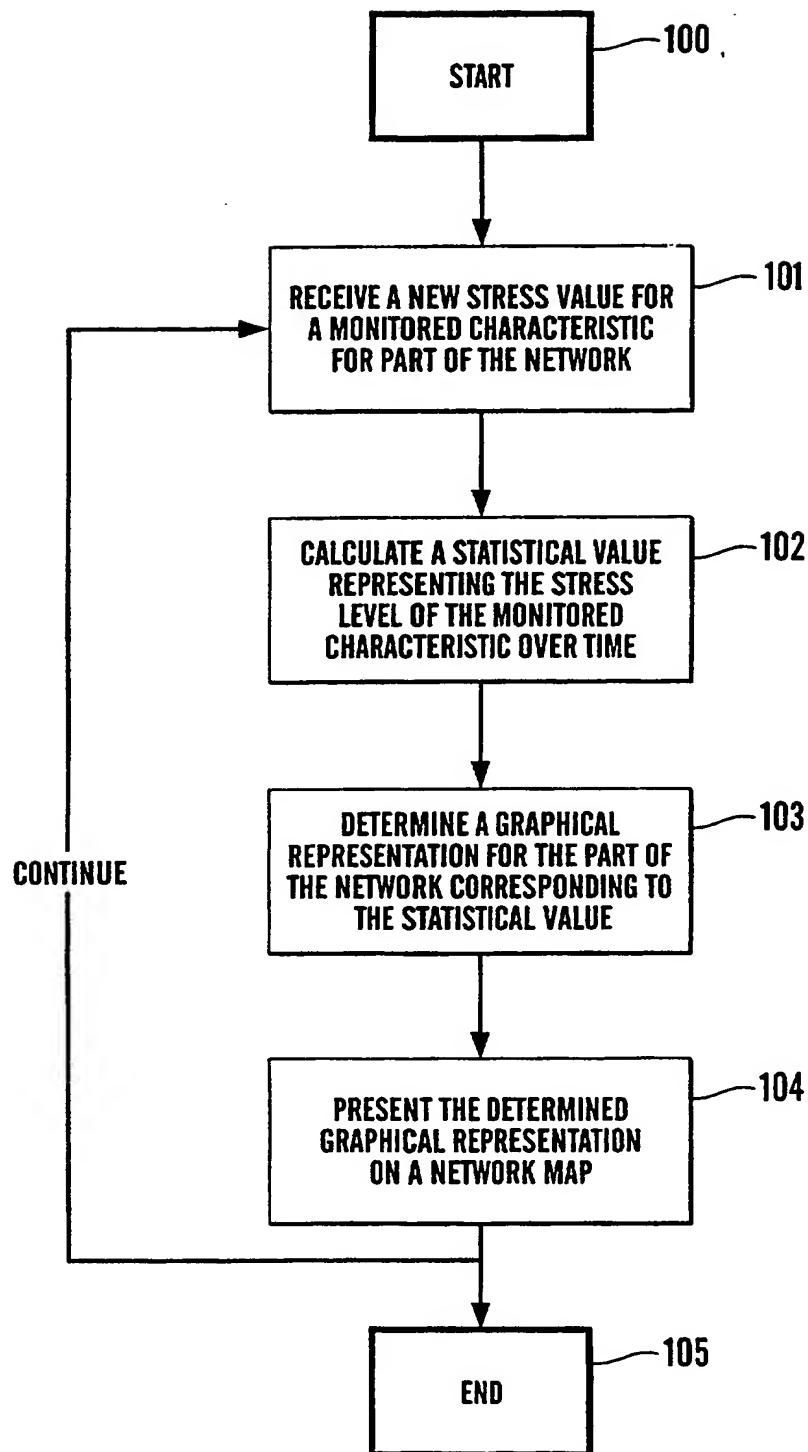 START
100
RECEIVE A NEW STRESS VALUE FOR
A MONITORED CHARACTERISTIC
FOR PART OF THE NETWORK
101
CALCULATE A STATISTICAL VALUE
REPRESENTING THE STRESS
LEVEL OF THE MONITORED
CHARACTERISTIC OVER TIME
102
DETERMINE A GRAPHICAL
REPRESENTATION FOR THE PART OF
THE NETWORK CORRESPONDING TO
THE STATISTICAL VALUE
103
CONTINUE
PRESENT THE DETERMINED
GRAPHICAL REPRESENTATION
ON A NETWORK MAP
104
END
105